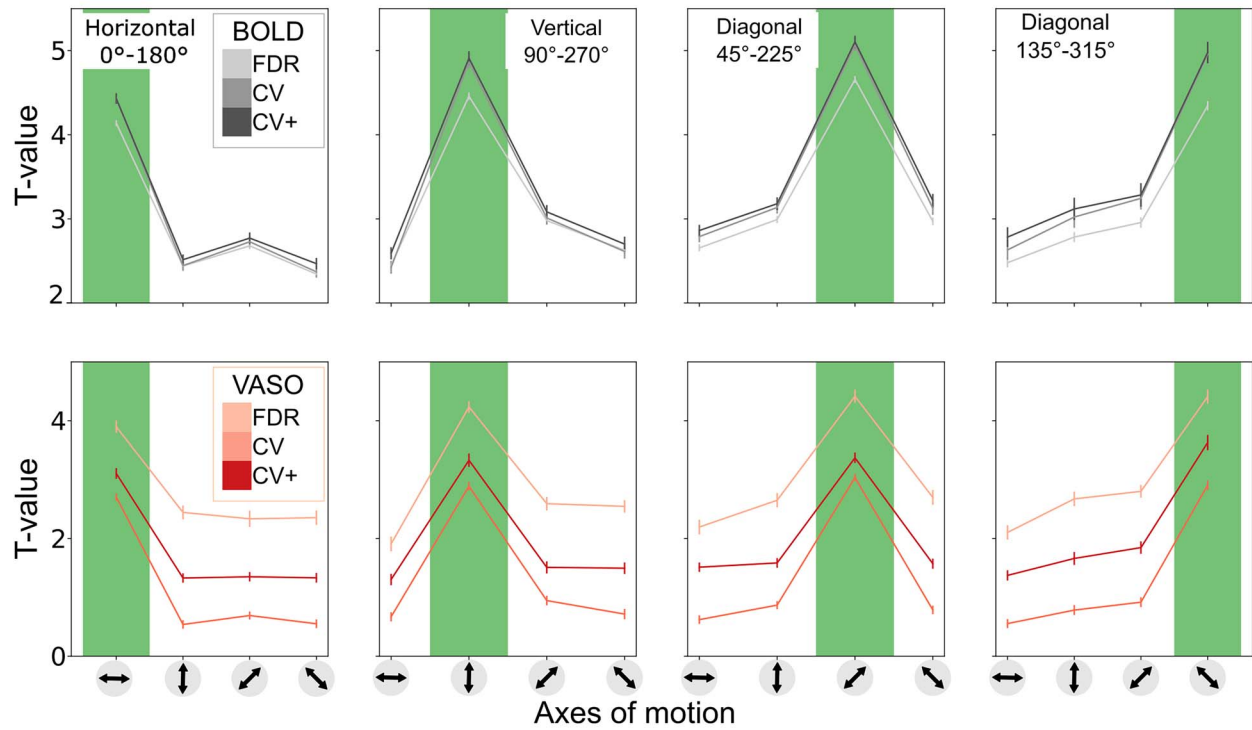 Horizontal
0°-180°
BOLD
FDR
CV
CV+
Vertical
90°-270°
Diagonal
45°-225°
Diagonal
135°-315°
T-value
5
4
3
2
VASO
FDR
CV
CV+
T-value
4
2
0
Axes of motion